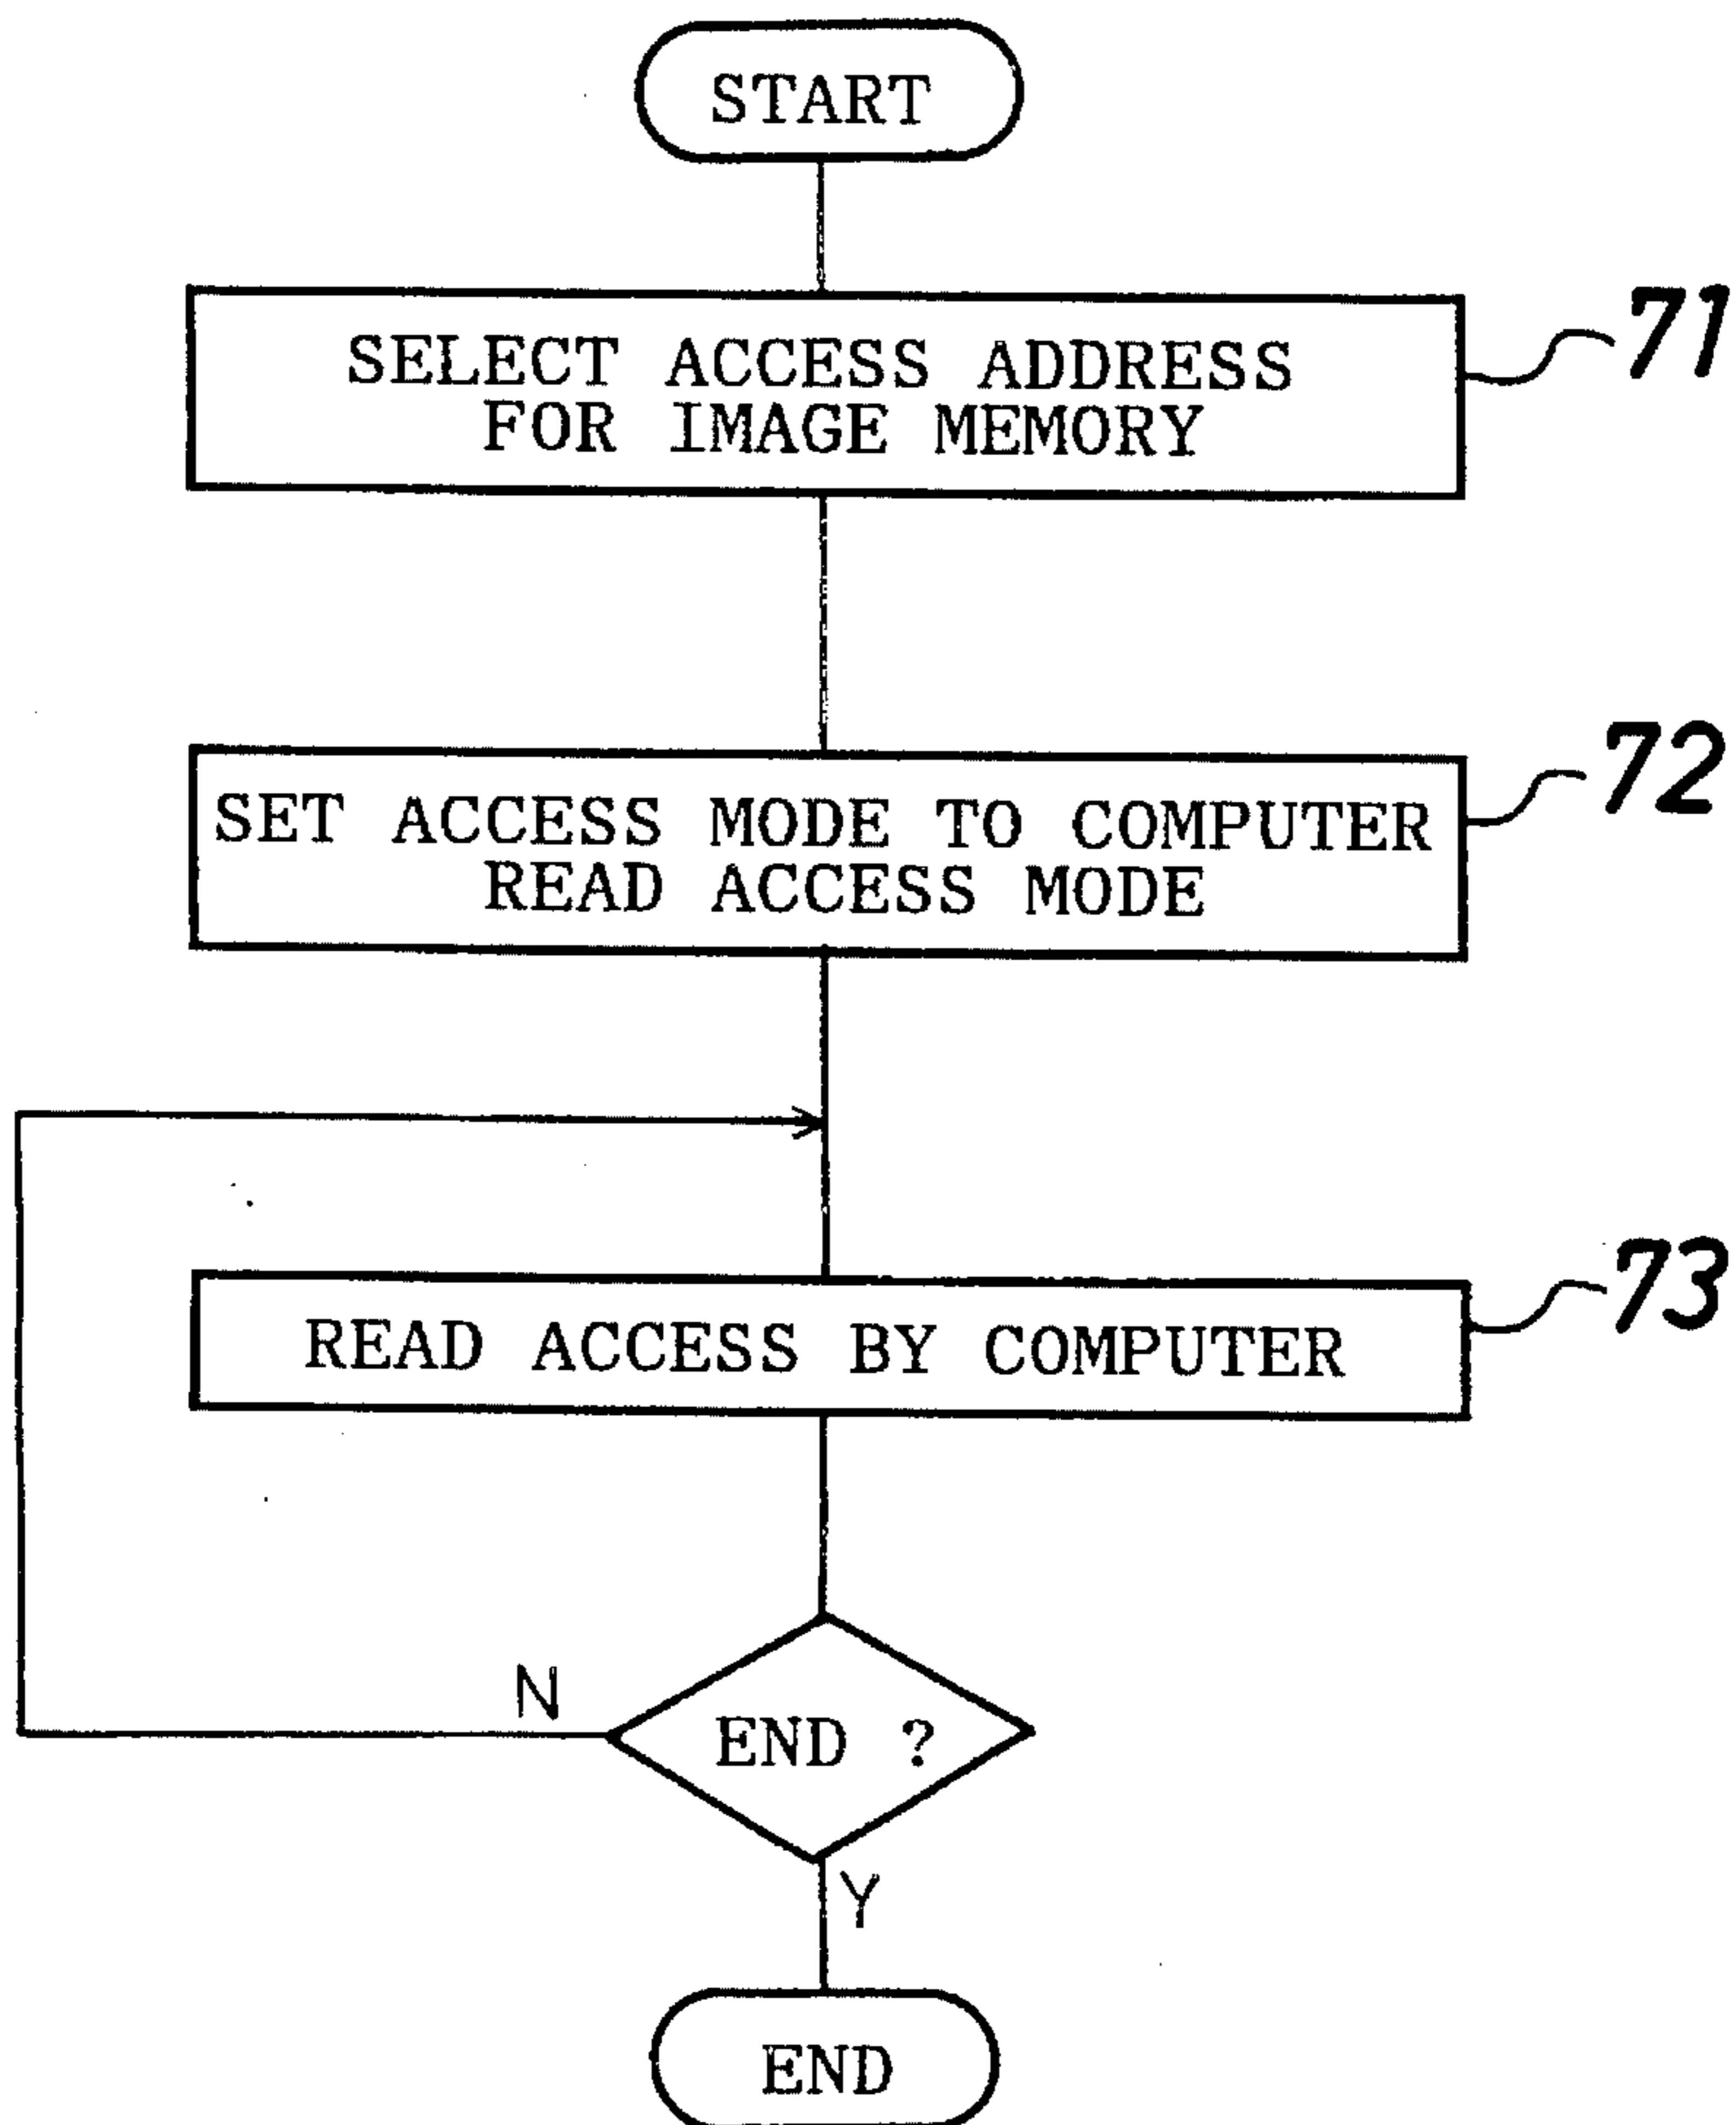 START
SELECT ACCESS ADDRESS
FOR IMAGE MEMORY
71
SET ACCESS MODE TO COMPUTER
READ ACCESS MODE
72
READ ACCESS BY COMPUTER
73
N
END ?
Y
END